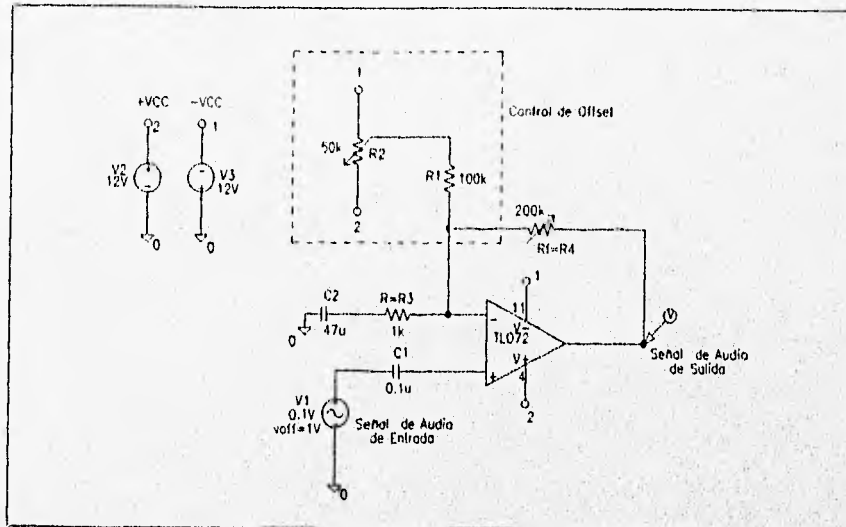 1
Control de Offset
+VCC
-VCC
2
1
50k
R2
R1
100k
V2
12V
V3
12V
2
200k
Rf=R4
0
0
C2
R=R3
1
11
0
47u
1k
-
V-
TL072
V+
Señal de Audio
de Salida
V
C1
4
0.1u
+
V1
0.1V
voff=1V
Señal de Audio
de Entrada
2
0